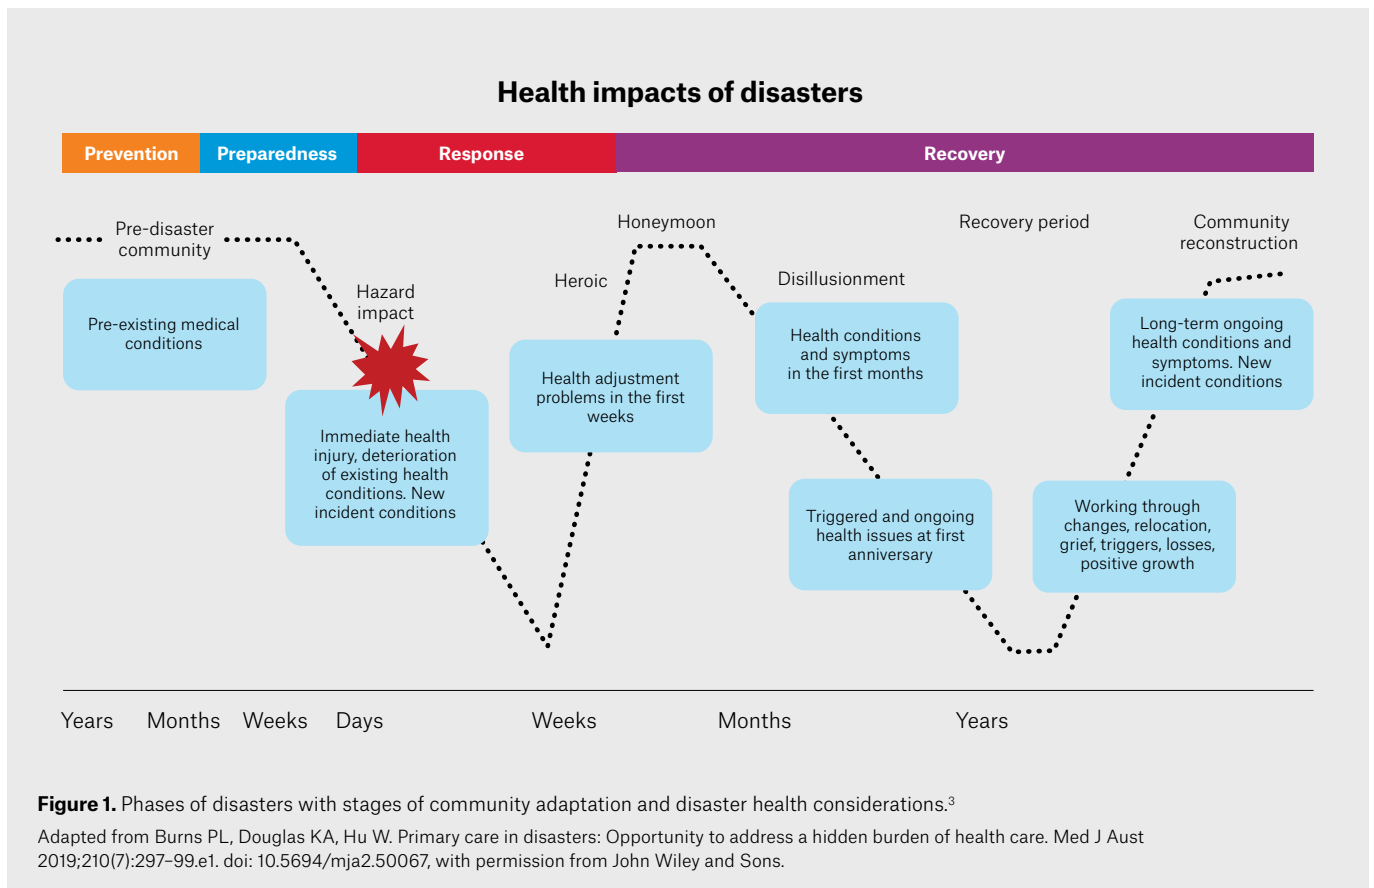 Health impacts of disasters
Prevention
Preparedness
Response
Recovery
Pre-disaster
community
Hazard
impact
Heroic
Honeymoon
Disillusionment
Recovery period
Community
reconstruction
Pre-existing medical
conditions
Immediate health
injury, deterioration
of existing health
conditions. New
incident conditions
Health adjustment
problems in the first
weeks
Health conditions
and symptoms
in the first months
Triggered and ongoing
health issues at first
anniversary
Working through
changes, relocation,
grief, triggers, losses,
positive growth
Long-term ongoing
health conditions and
symptoms. New
incident conditions
Years
Months
Weeks
Days
Weeks
Months
Years
Figure 1. Phases of disasters with stages of community adaptation and disaster health considerations.³
Adapted from Burns PL, Douglas KA, Hu W. Primary care in disasters: Opportunity to address a hidden burden of health care. Med J Aust
2019;210(7):297–99.e1. doi: 10.5694/mja2.50067, with permission from John Wiley and Sons.